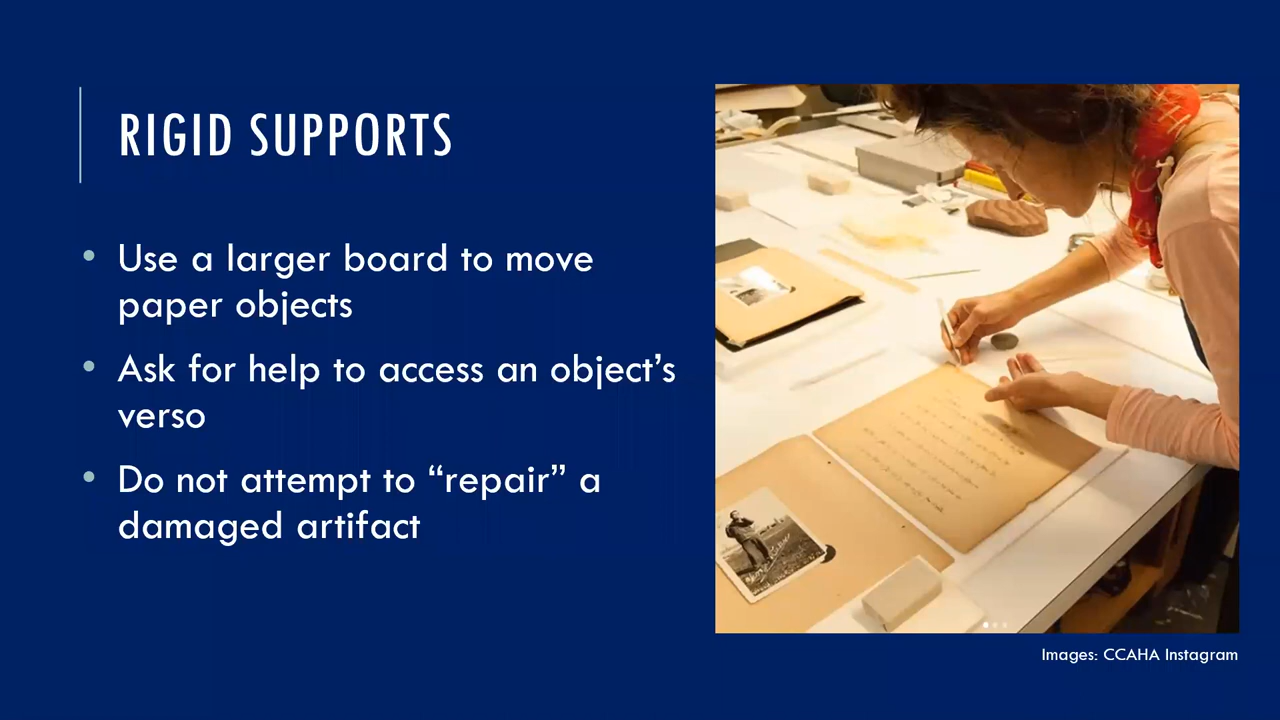 RIGID SUPPORTS
• Use a larger board to move
paper objects
• Ask for help to access an object’s
verso
• Do not attempt to “repair” a
damaged artifact
Images: CCAHA Instagram